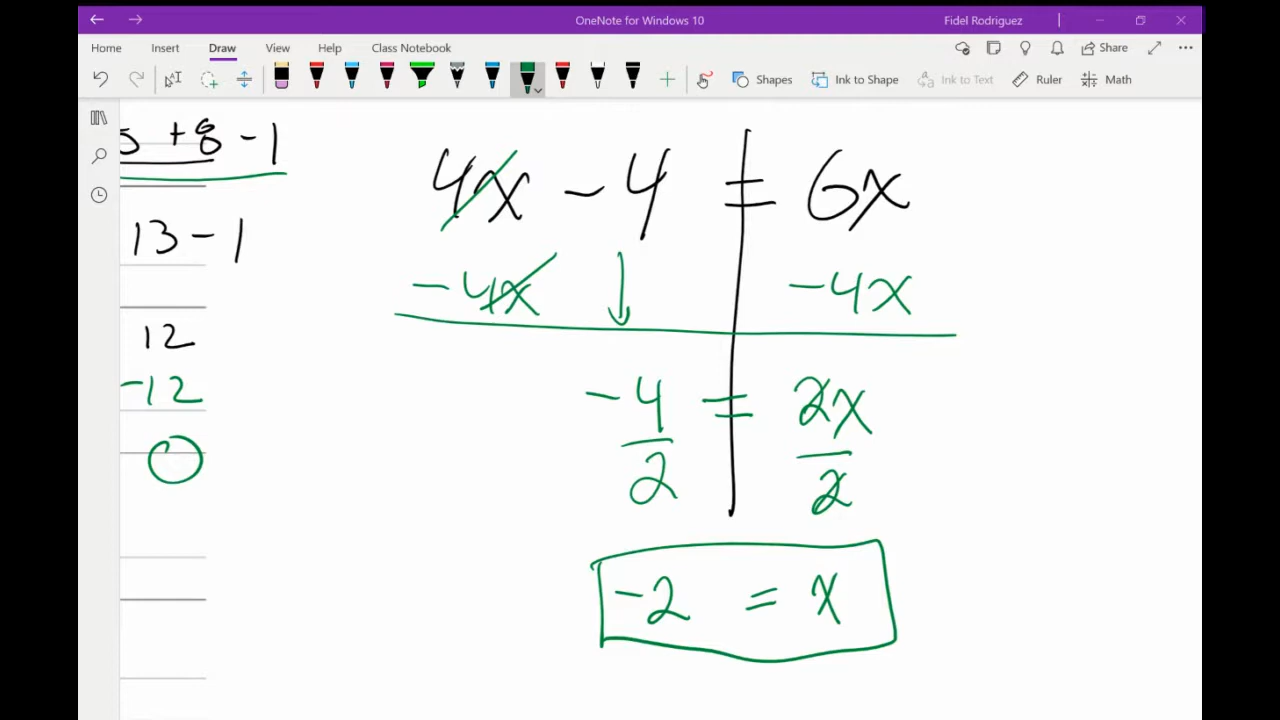 OneNote for Windows 10 Fidel Rodriguez
Home Insert Draw View Help Class Notebook Share
Shapes Ink to Shape Ink to Text Ruler Math
5 +8 -1
13 - 1
12
-12
0
4x - 4 = 6x
-4x -4x
-4 = 2x
2 2
-2 = x